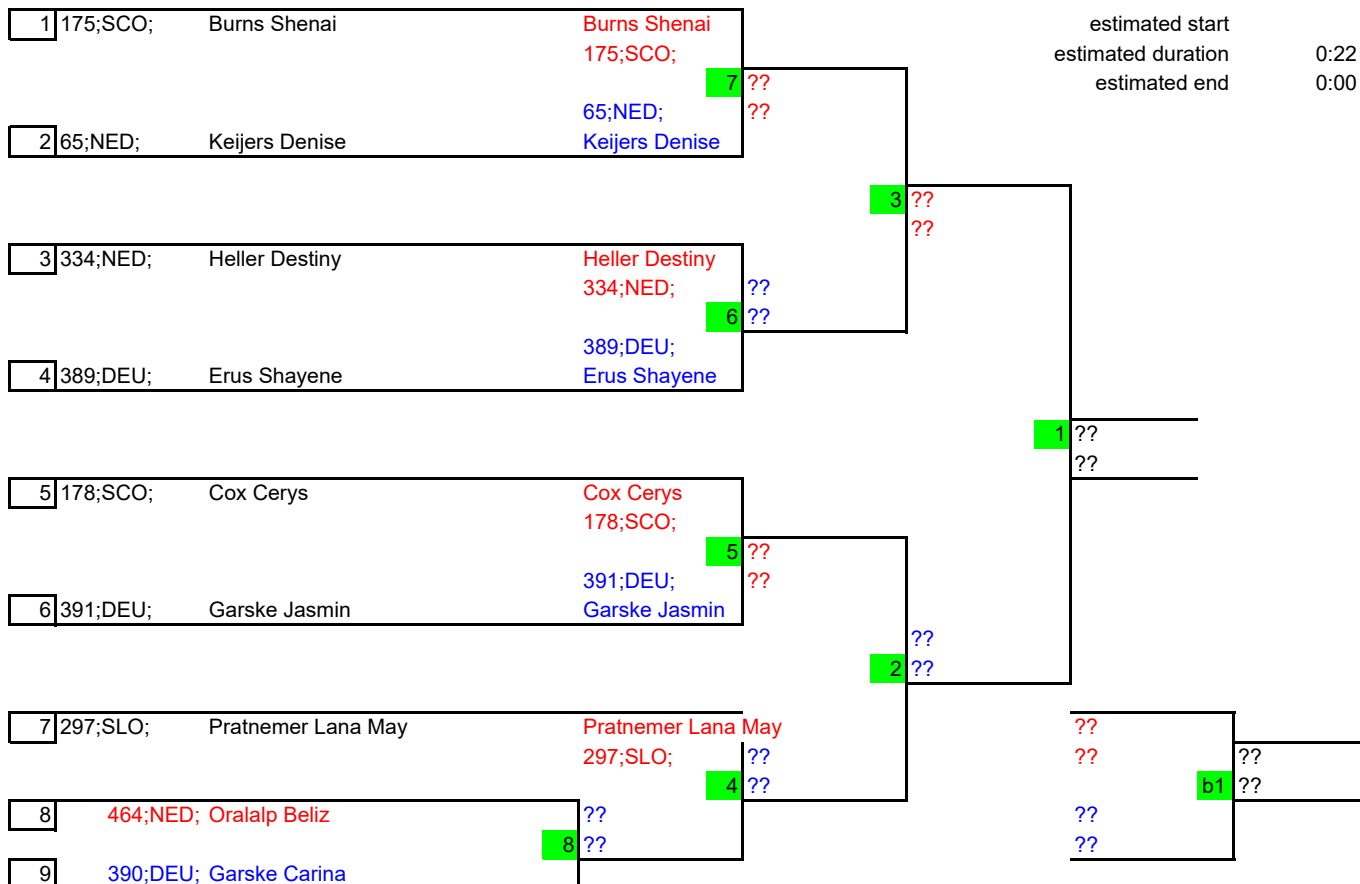 1 175;SCO; Burns Shenai Burns Shenai estimated start
175;SCO; estimated duration 0:22
7 ?? estimated end 0:00
65;NED; ??
2 65;NED; Keijers Denise Keijers Denise
3 ??
??
3 334;NED; Heller Destiny Heller Destiny
334;NED; ??
6 ??
389;DEU;
4 389;DEU; Erus Shayene Erus Shayene
1 ??
??
5 178;SCO; Cox Cerys Cox Cerys
178;SCO;
5 ??
391;DEU; ??
6 391;DEU; Garske Jasmin Garske Jasmin
??
2 ??
7 297;SLO; Pratnemer Lana May Pratnemer Lana May ??
297;SLO; ?? ?? ??
4 ?? b1 ??
8 464;NED; Oralalp Beliz ?? ??
8 ?? ??
9 390;DEU; Garske Carina